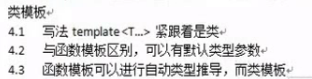 类模板
4.1 写法 template<T...> 紧跟着是类
4.2 与函数模板区别，可以有默认类型参数
4.3 函数模板可以进行自动类型推导，而类模板